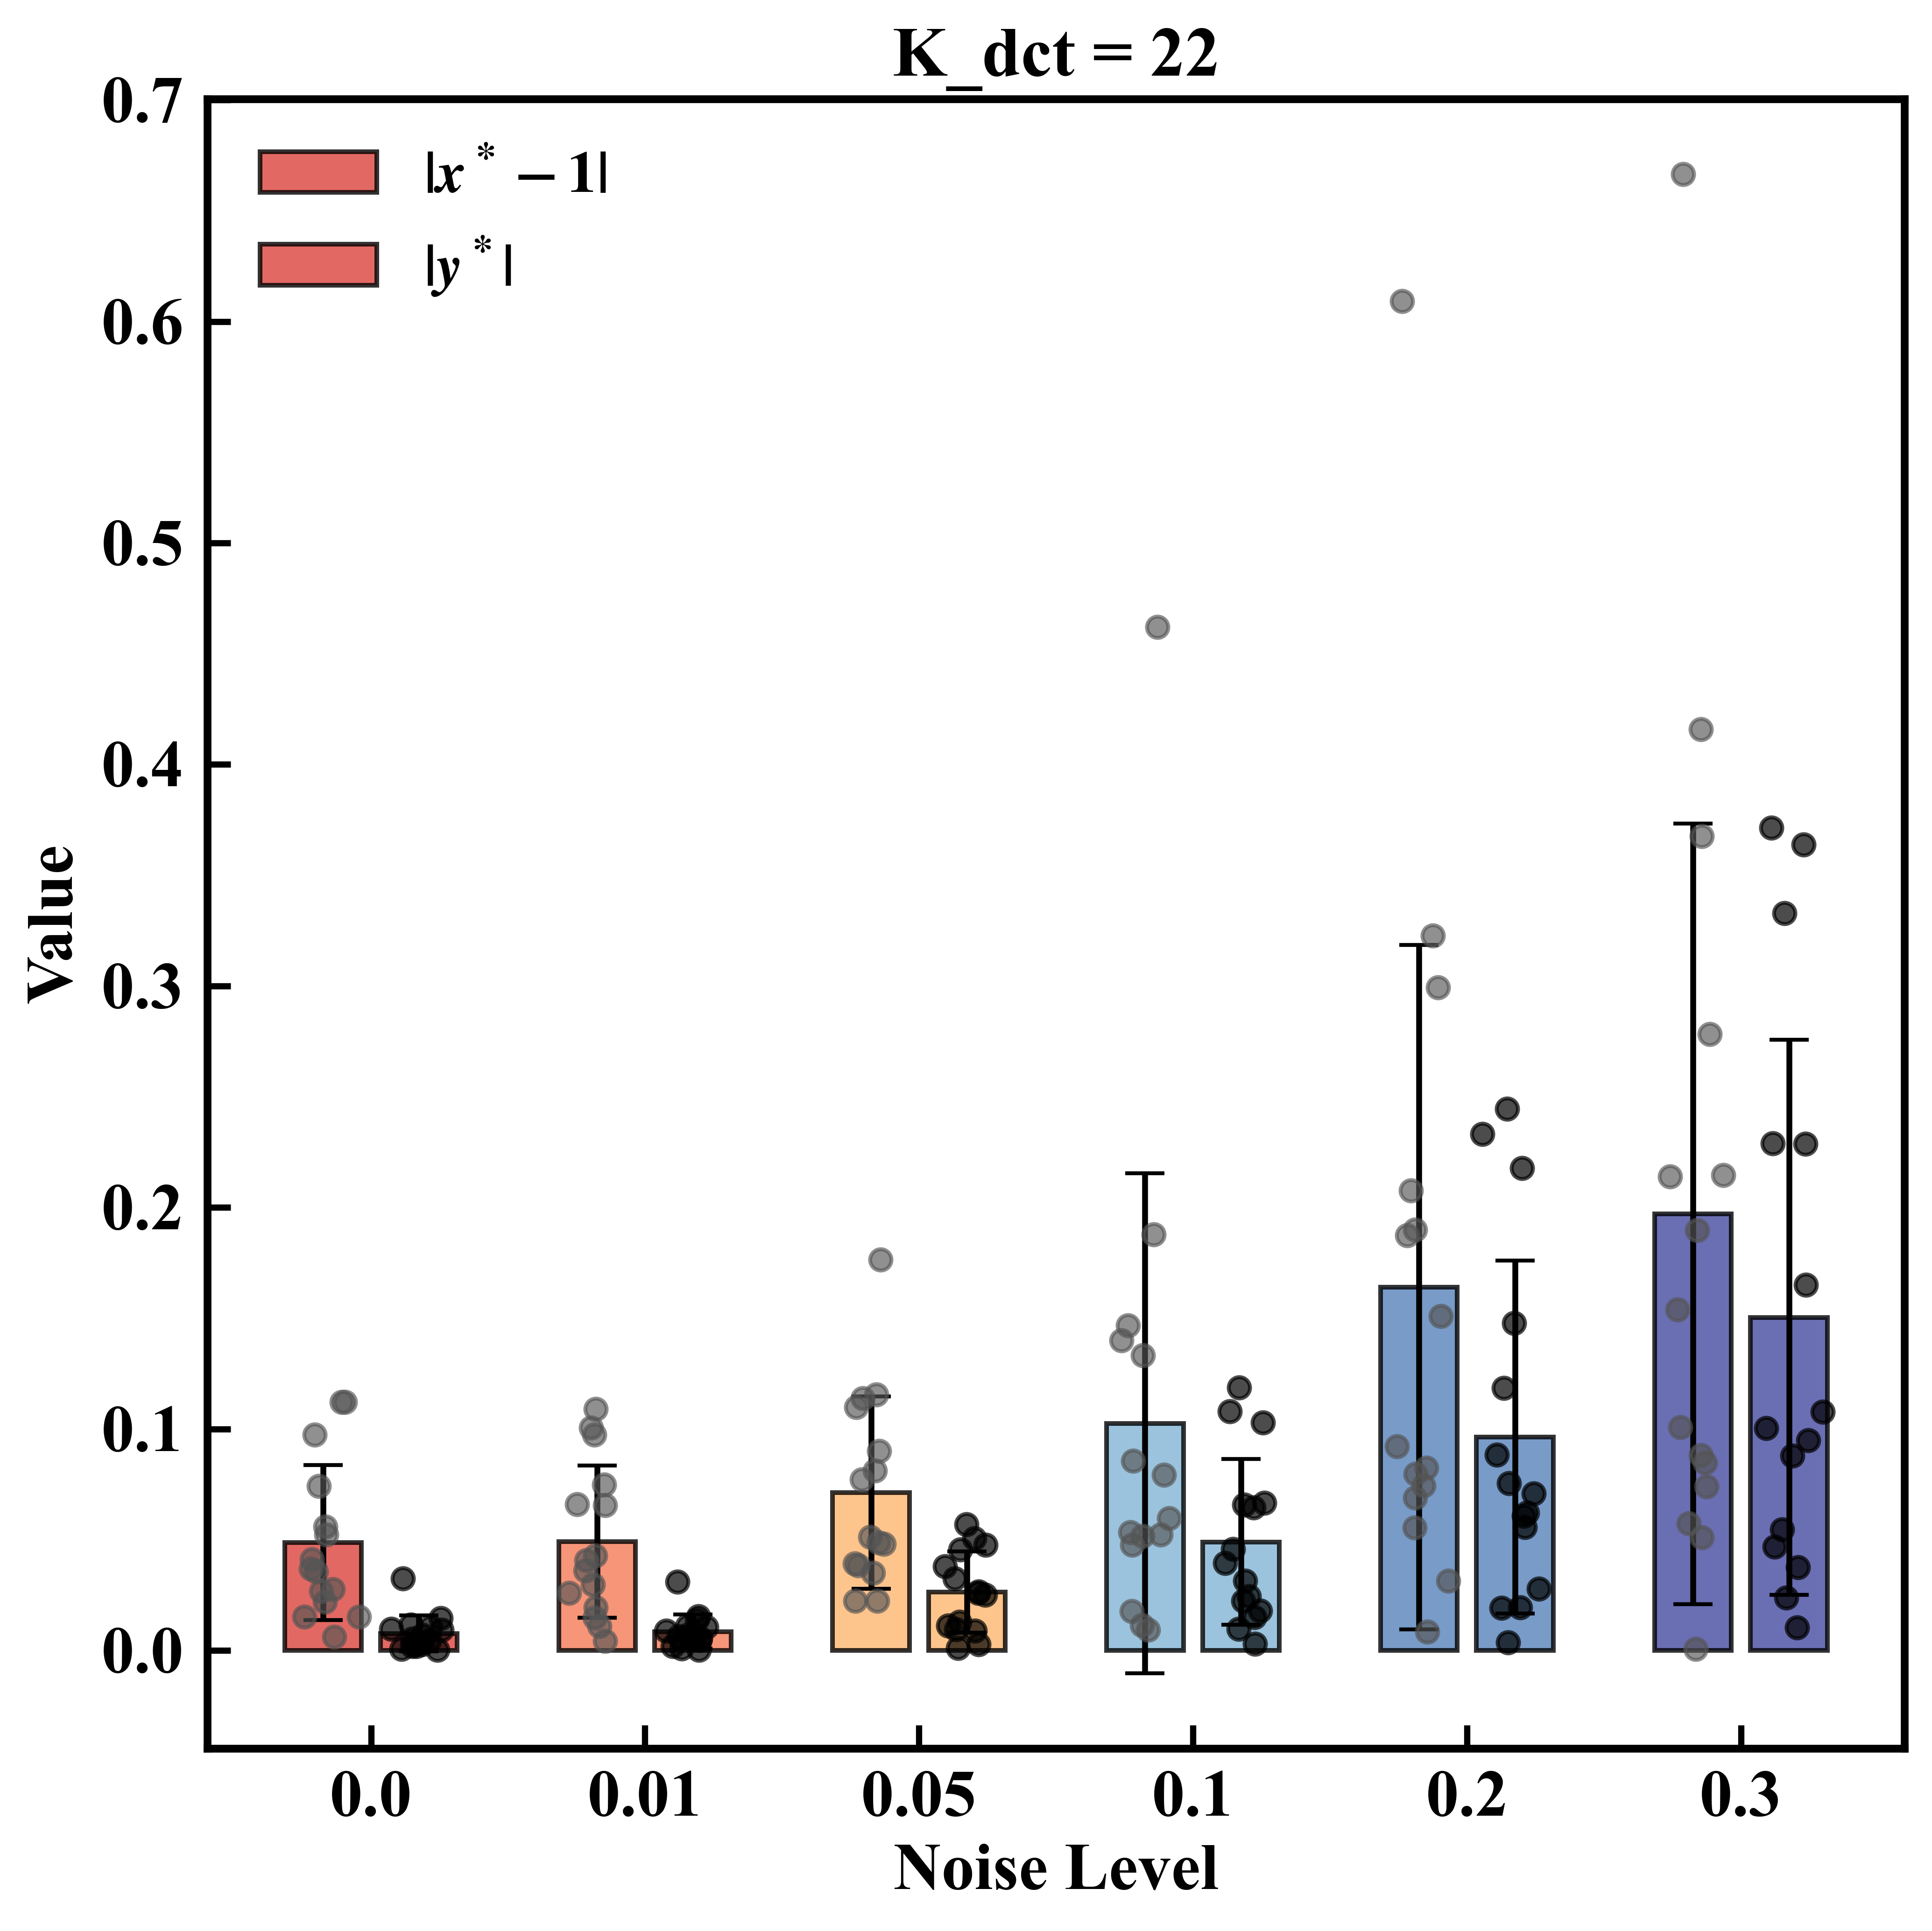 K_dct = 22
|x* − 1|
|y*|
0.7
0.6
0.5
0.4
0.3
0.2
0.1
0.0
Value
0.0 0.01 0.05 0.1 0.2 0.3
Noise Level